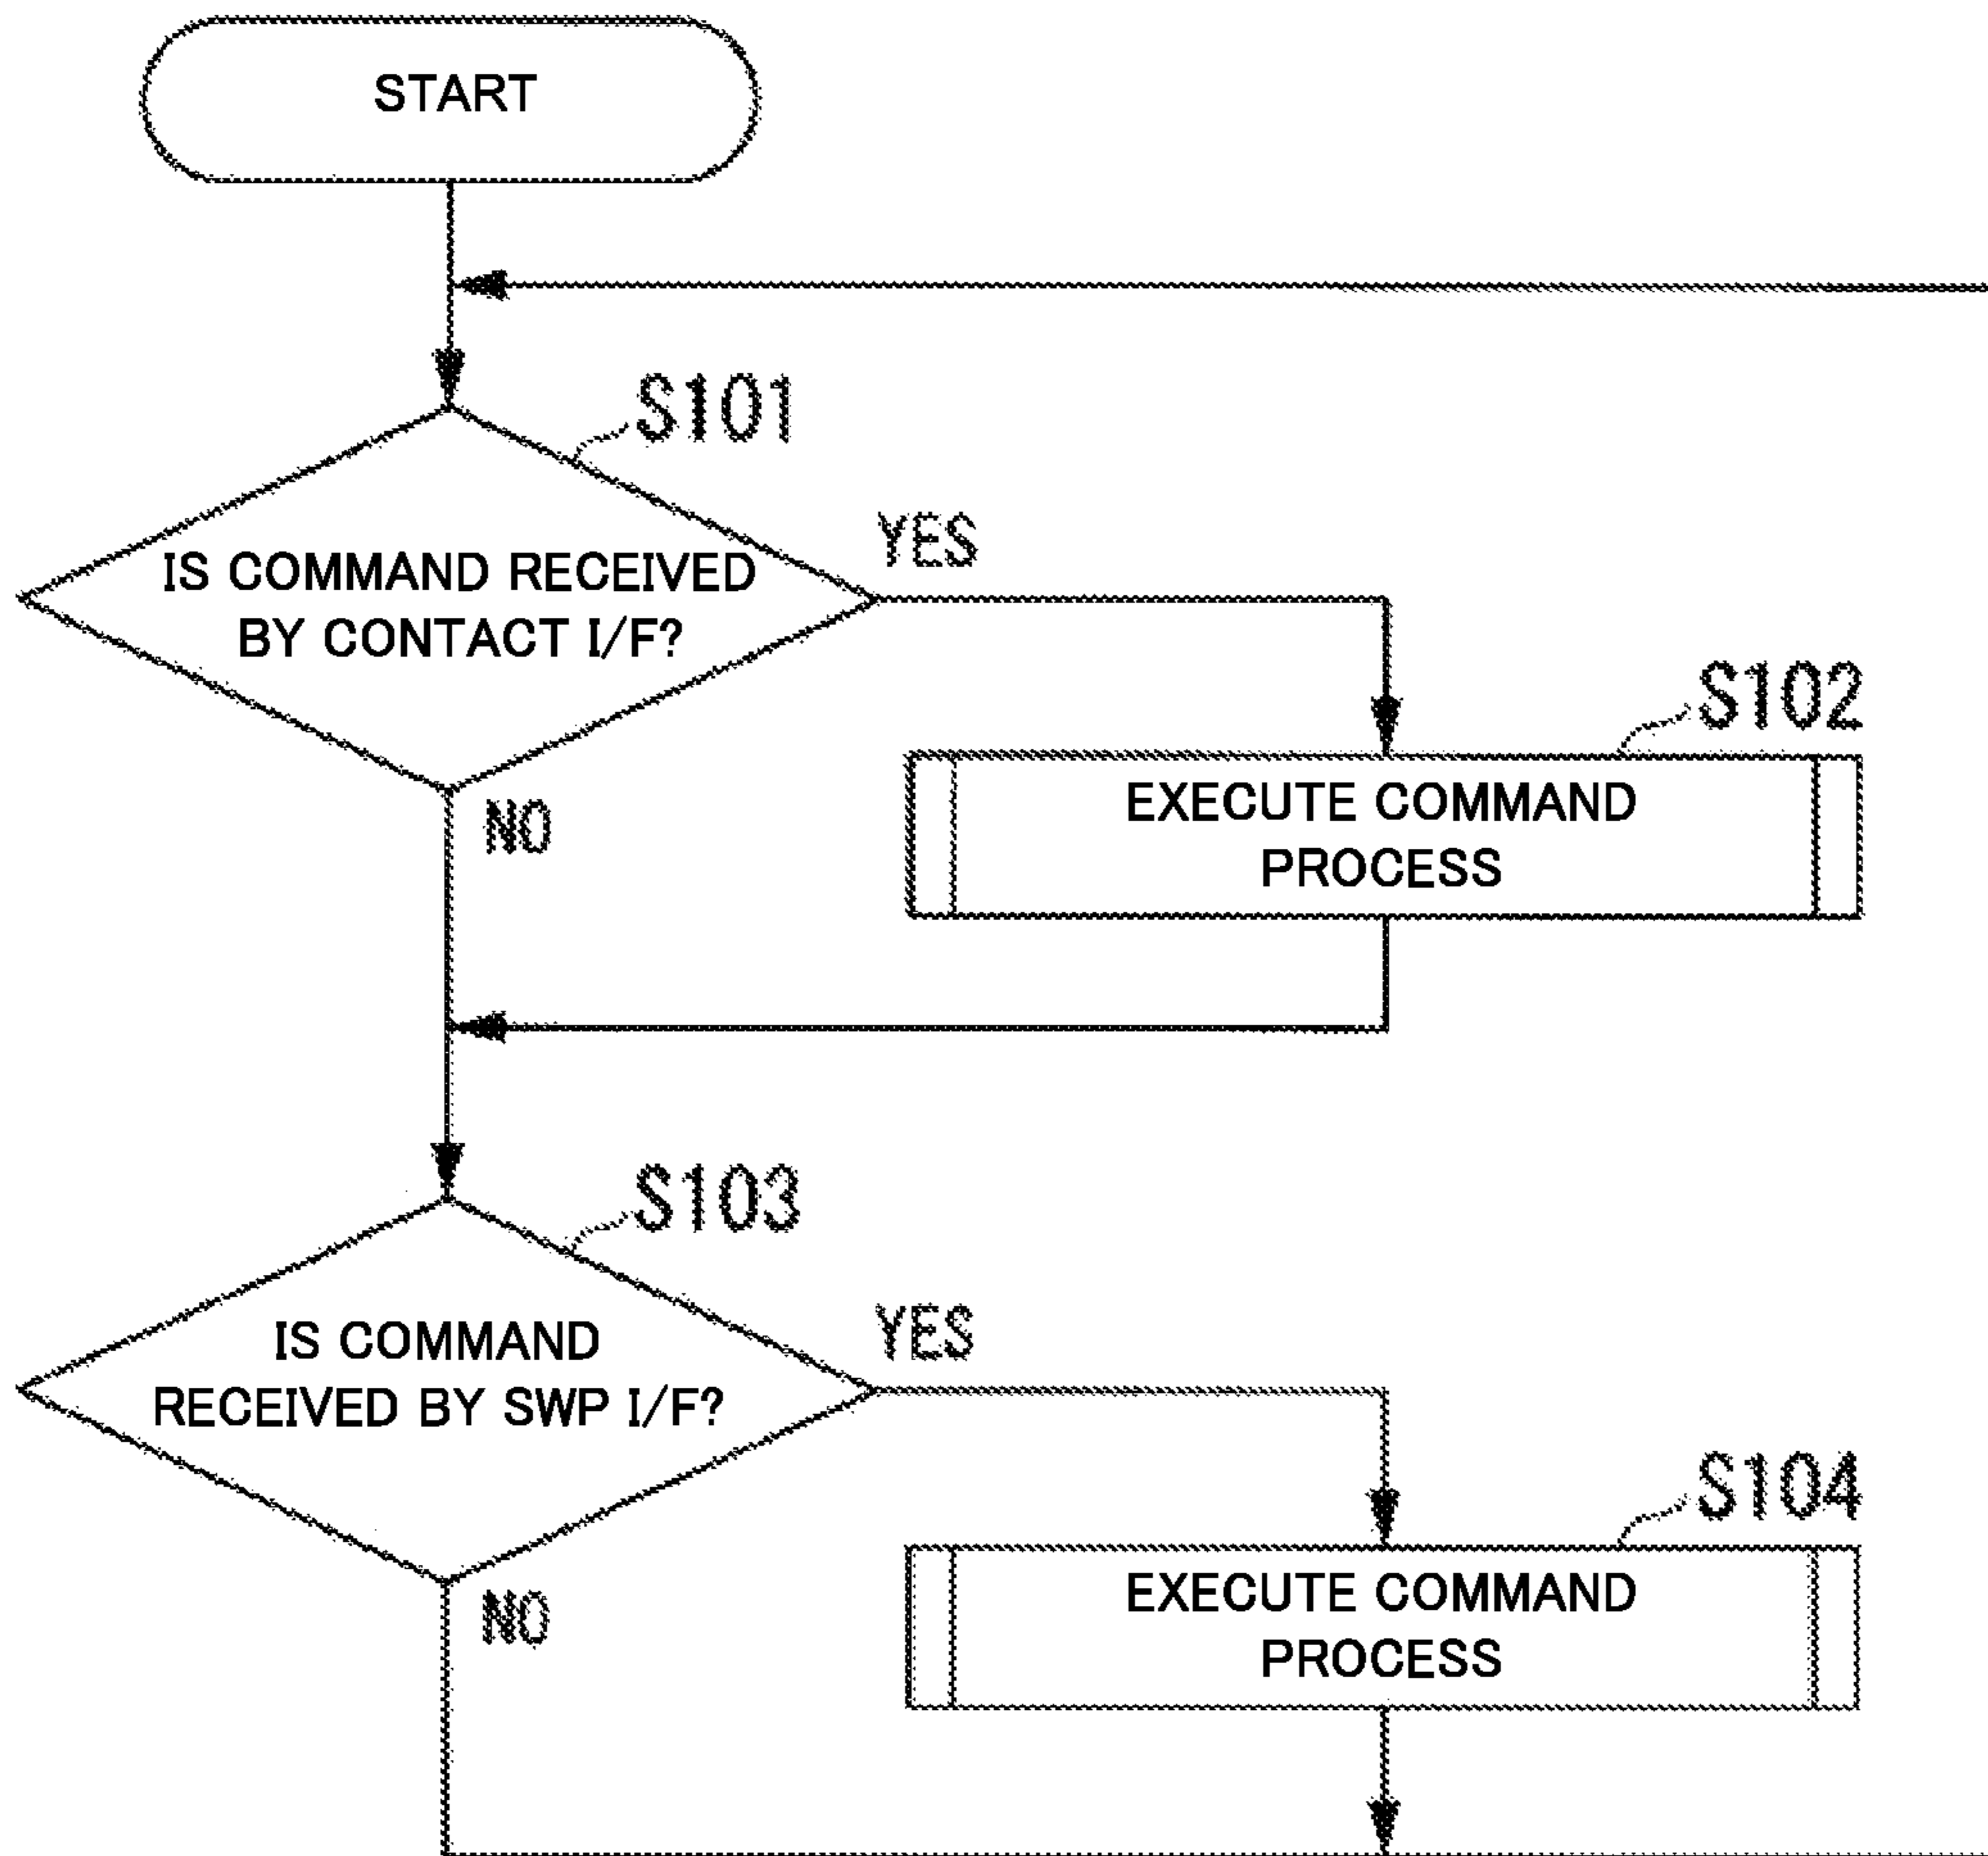 START
S101
IS COMMAND RECEIVED
BY CONTACT I/F?
YES
NO
S102
EXECUTE COMMAND
PROCESS
S103
IS COMMAND
RECEIVED BY SWP I/F?
YES
NO
S104
EXECUTE COMMAND
PROCESS